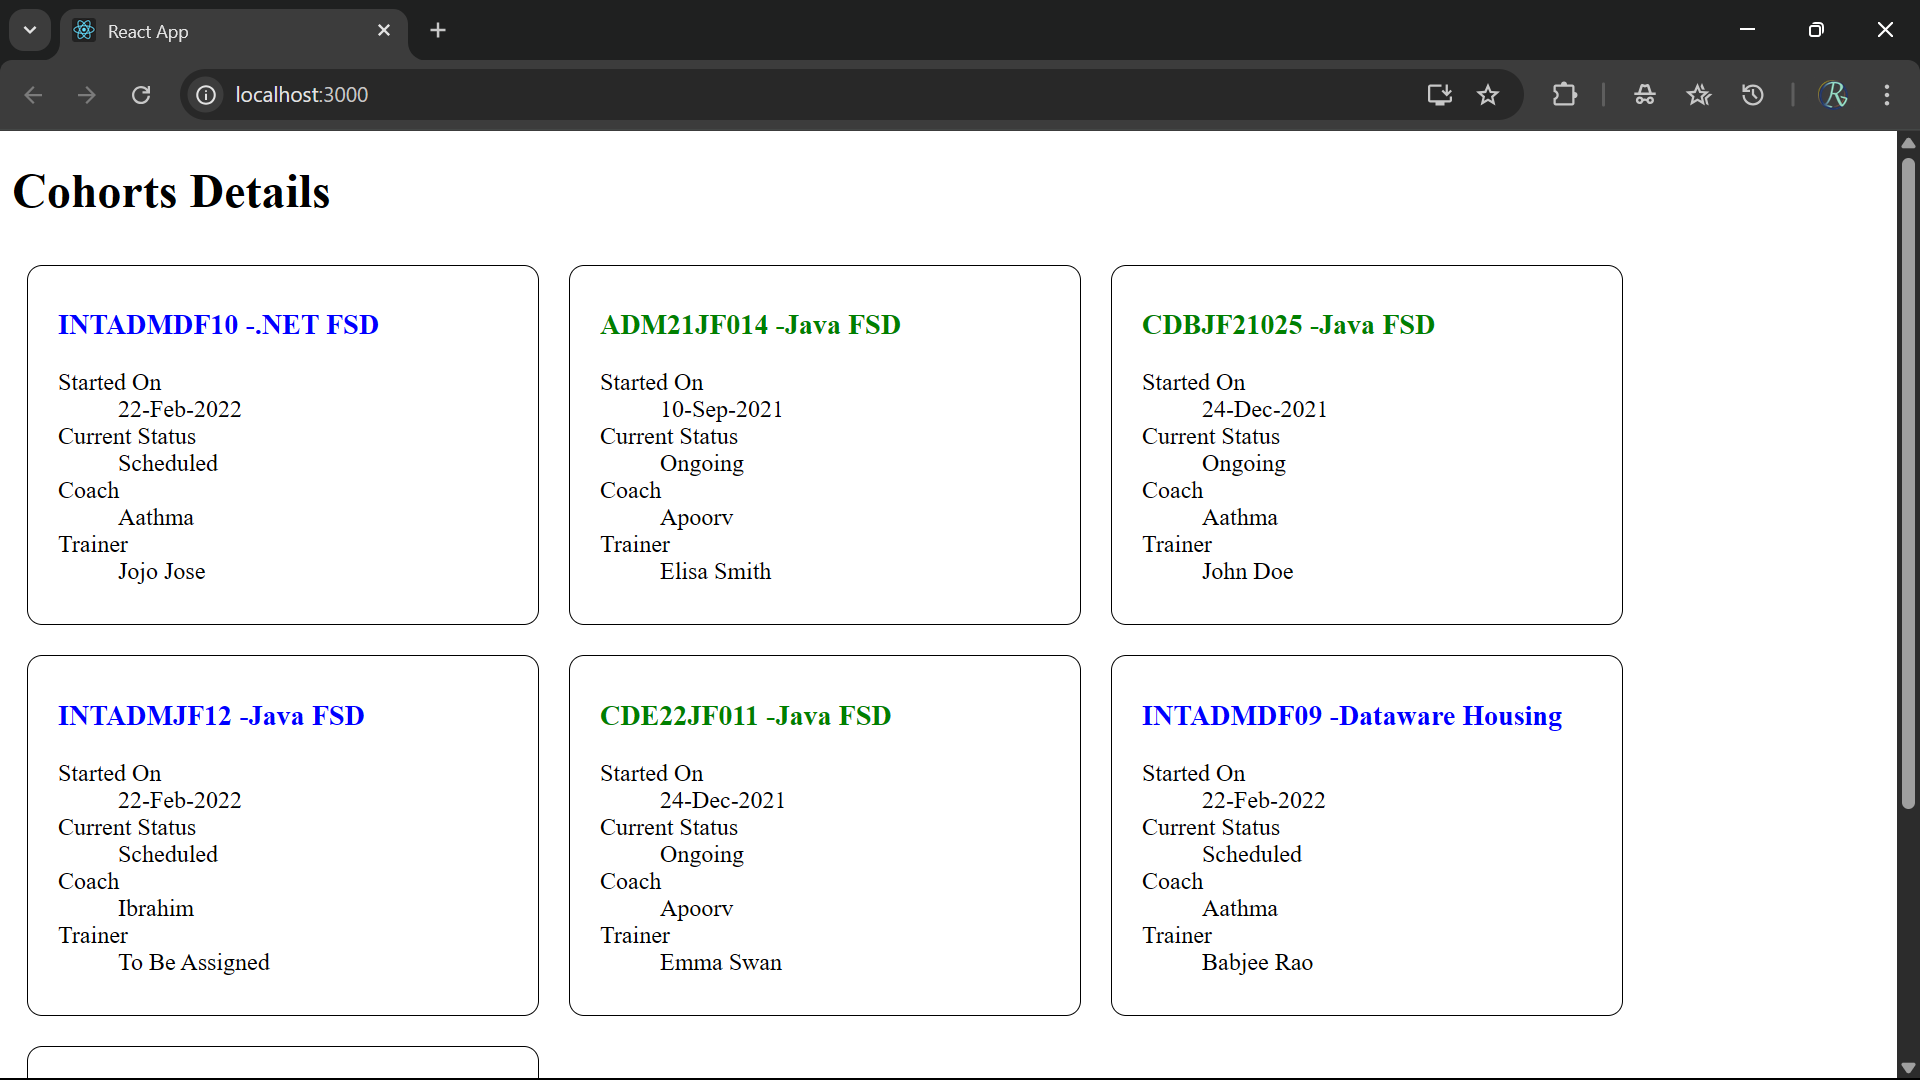 React App
localhost:3000
Cohorts Details
INTADMDF10 -.NET FSD
Started On
22-Feb-2022
Current Status
Scheduled
Coach
Aathma
Trainer
Jojo Jose
ADM21JF014 -Java FSD
Started On
10-Sep-2021
Current Status
Ongoing
Coach
Apoorv
Trainer
Elisa Smith
CDBJF21025 -Java FSD
Started On
24-Dec-2021
Current Status
Ongoing
Coach
Aathma
Trainer
John Doe
INTADMJF12 -Java FSD
Started On
22-Feb-2022
Current Status
Scheduled
Coach
Ibrahim
Trainer
To Be Assigned
CDE22JF011 -Java FSD
Started On
24-Dec-2021
Current Status
Ongoing
Coach
Apoorv
Trainer
Emma Swan
INTADMDF09 -Dataware Housing
Started On
22-Feb-2022
Current Status
Scheduled
Coach
Aathma
Trainer
Babjee Rao